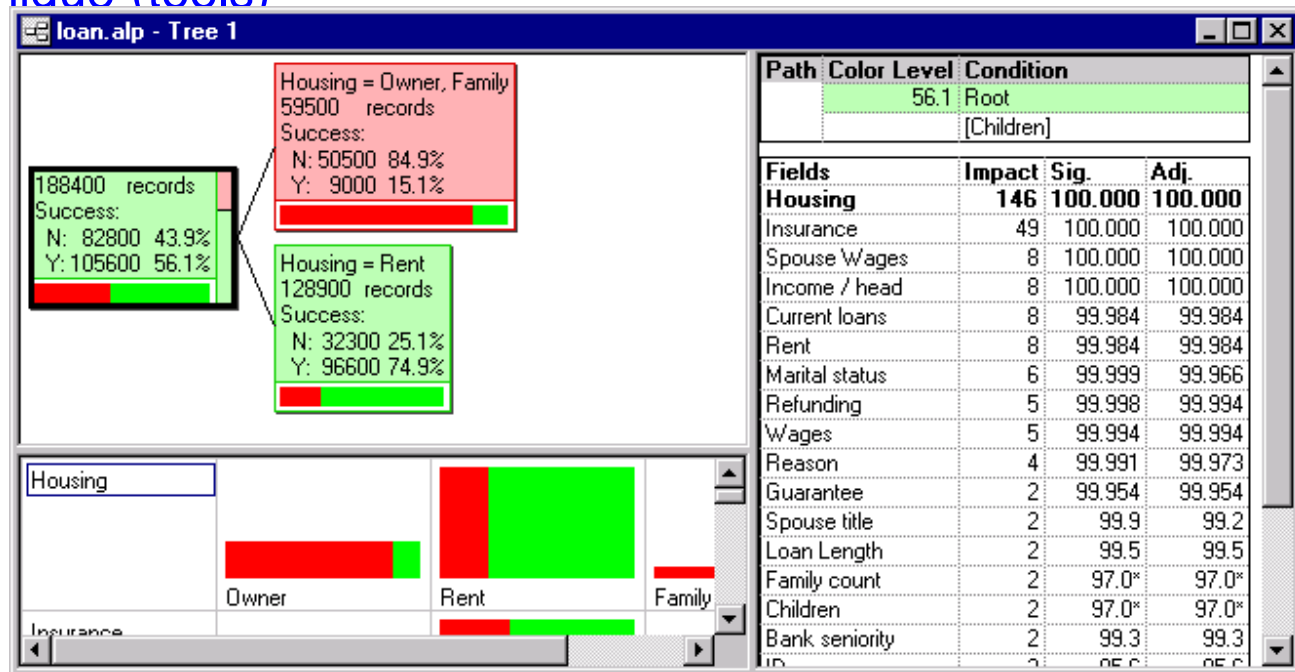 loan.alp - Tree 1
Housing = Owner, Family
59500 records
Success:
N: 50500 84.9%
Y: 9000 15.1%
188400 records
Success:
N: 82800 43.9%
Y: 105600 56.1%
Housing = Rent
128900 records
Success:
N: 32300 25.1%
Y: 96600 74.9%
Housing
Owner Rent Family
Insurance
Path Color Level Condition
56.1 Root
[Children]
Fields Impact Sig. Adj.
Housing 146 100.000 100.000
Insurance 49 100.000 100.000
Spouse Wages 8 100.000 100.000
Income / head 8 100.000 100.000
Current loans 8 99.984 99.984
Rent 8 99.984 99.984
Marital status 6 99.999 99.966
Refunding 5 99.998 99.994
Wages 5 99.994 99.994
Reason 4 99.991 99.973
Guarantee 2 99.954 99.954
Spouse title 2 99.9 99.2
Loan Length 2 99.5 99.5
Family count 2 97.0* 97.0*
Children 2 97.0* 97.0*
Bank seniority 2 99.3 99.3